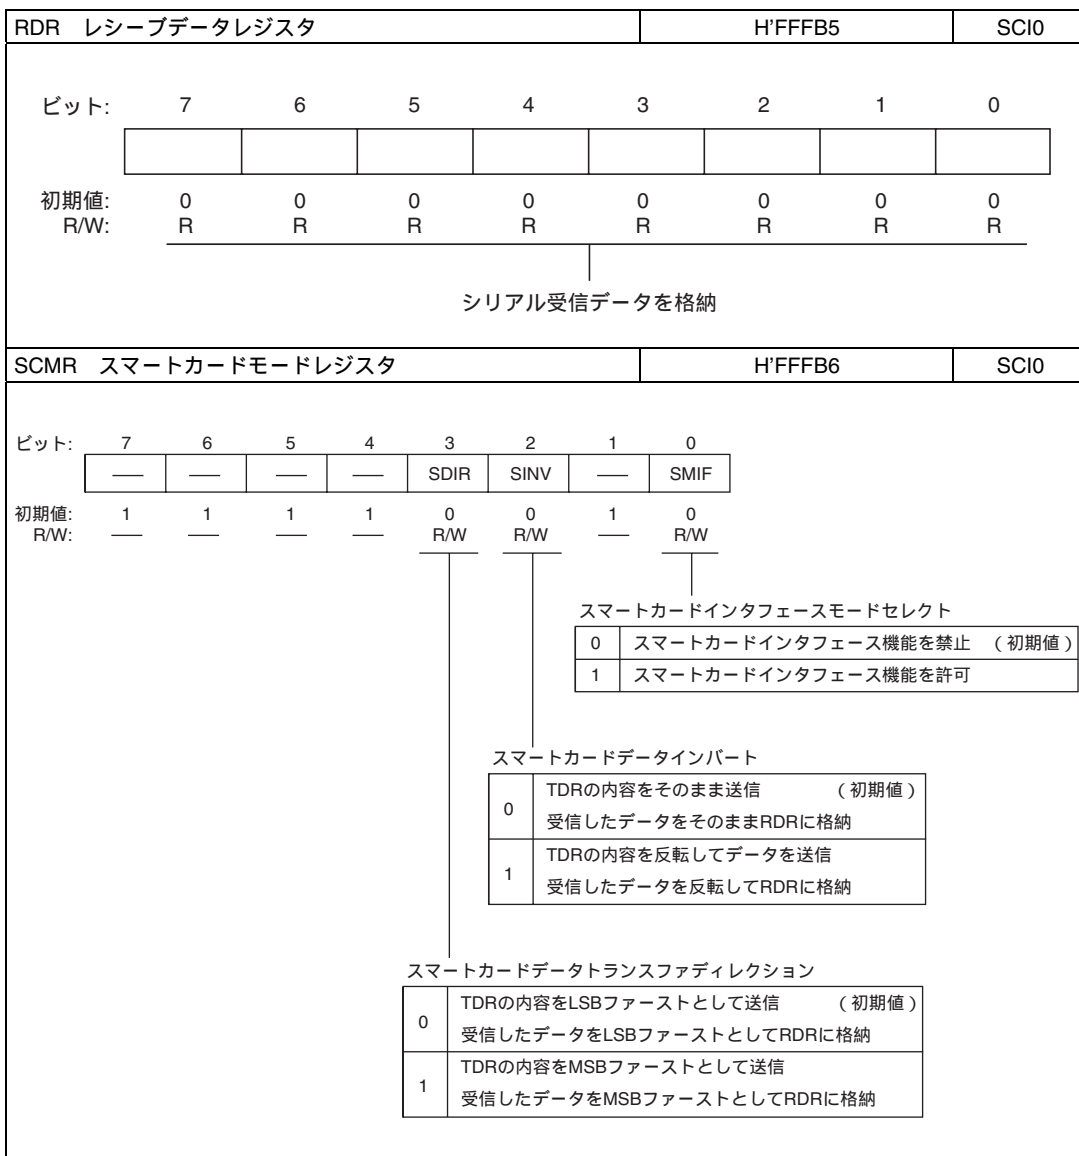 RDR レシーブデータレジスタ H'FFFB5 SCI0
ビット: 7 6 5 4 3 2 1 0
初期値: 0 0 0 0 0 0 0 0
R/W: R R R R R R R R
シリアル受信データを格納
SCMR スマートカードモードレジスタ H'FFFB6 SCI0
ビット: 7 6 5 4 3 2 1 0
— — — — SDIR SINV — SMIF
初期値: 1 1 1 1 0 0 1 0
R/W: — — — — R/W R/W — R/W
スマートカードインタフェースモードセレクト
0 スマートカードインタフェース機能を禁止 (初期値)
1 スマートカードインタフェース機能を許可
スマートカードデータインバート
0 TDRの内容をそのまま送信 (初期値)
受信したデータをそのままRDRに格納
1 TDRの内容を反転してデータを送信
受信したデータを反転してRDRに格納
スマートカードデータトランスファディレクション
0 TDRの内容をLSBファーストとして送信 (初期値)
受信したデータをLSBファーストとしてRDRに格納
1 TDRの内容をMSBファーストとして送信
受信したデータをMSBファーストとしてRDRに格納